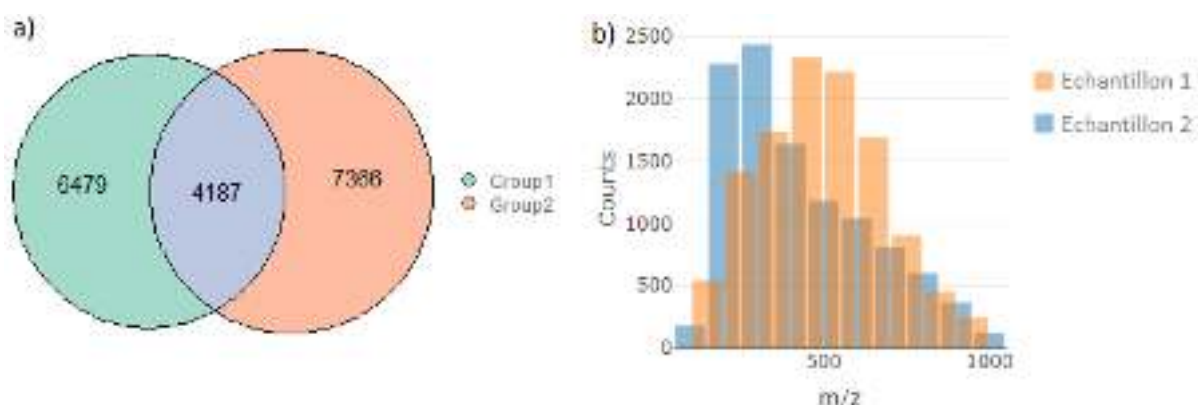 a)
6479
4187
7366
Group1
Group2
b)
2500
2000
1500
1000
500
0
Counts
500
1000
m/z
Echantillon 1
Echantillon 2